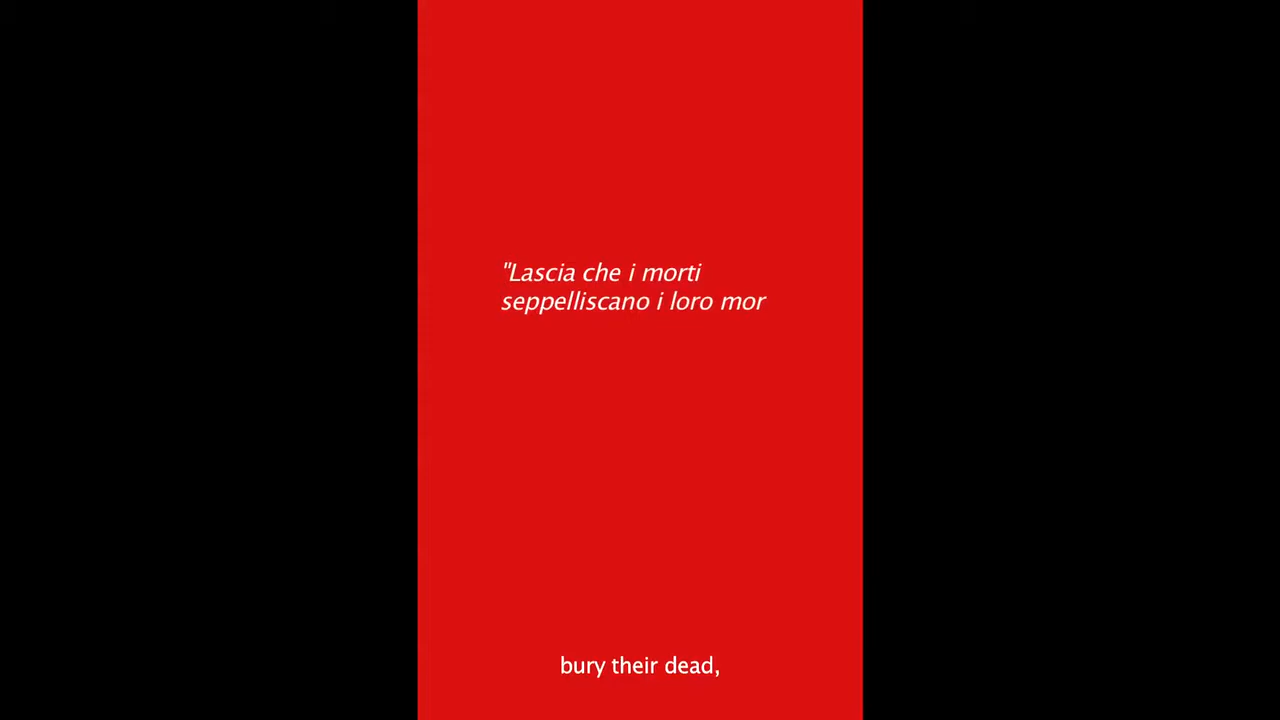 "Lascia che i morti
seppelliscano i loro mor
bury their dead,